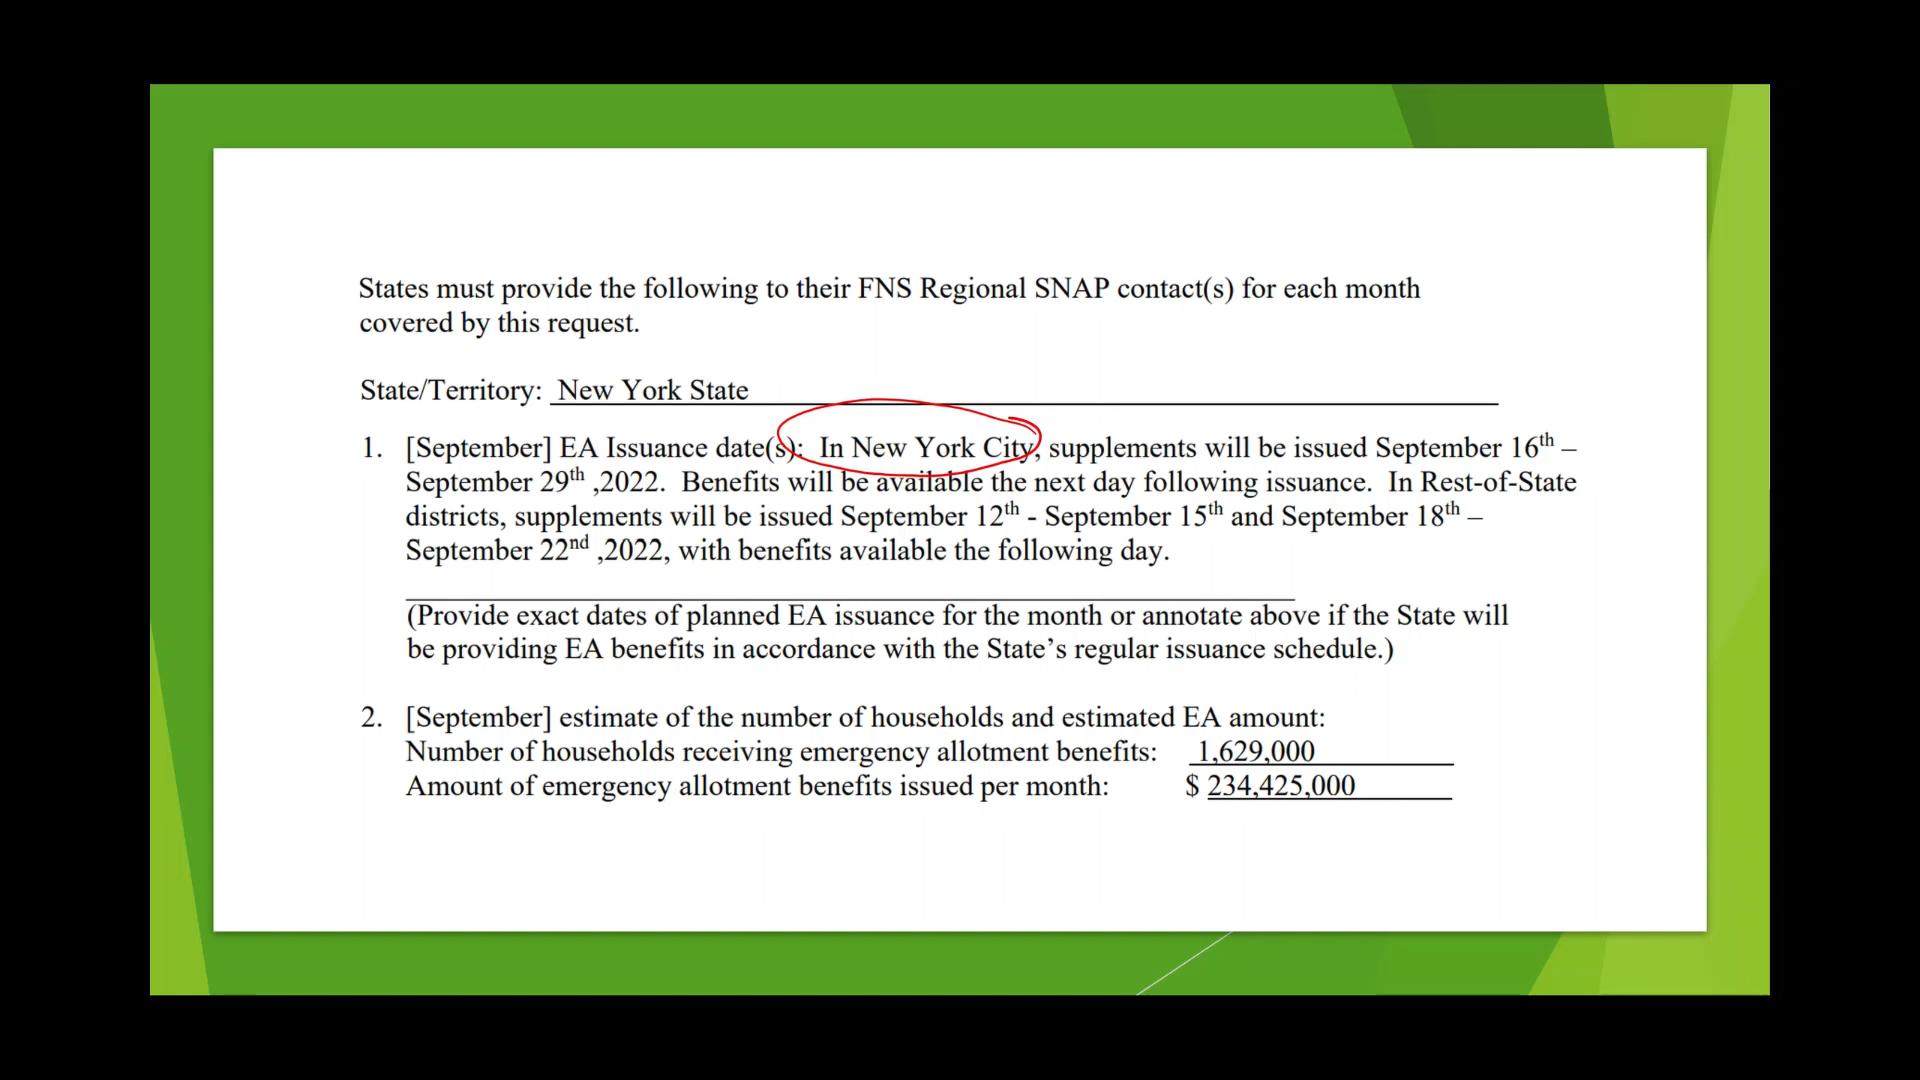 States must provide the following to their FNS Regional SNAP contact(s) for each month
covered by this request.
State/Territory: New York State
1. [September] EA Issuance date(s): In New York City, supplements will be issued September 16th –
September 29th ,2022. Benefits will be available the next day following issuance. In Rest-of-State
districts, supplements will be issued September 12th - September 15th and September 18th –
September 22nd ,2022, with benefits available the following day.
(Provide exact dates of planned EA issuance for the month or annotate above if the State will
be providing EA benefits in accordance with the State’s regular issuance schedule.)
2. [September] estimate of the number of households and estimated EA amount:
Number of households receiving emergency allotment benefits: 1,629,000
Amount of emergency allotment benefits issued per month: $ 234,425,000